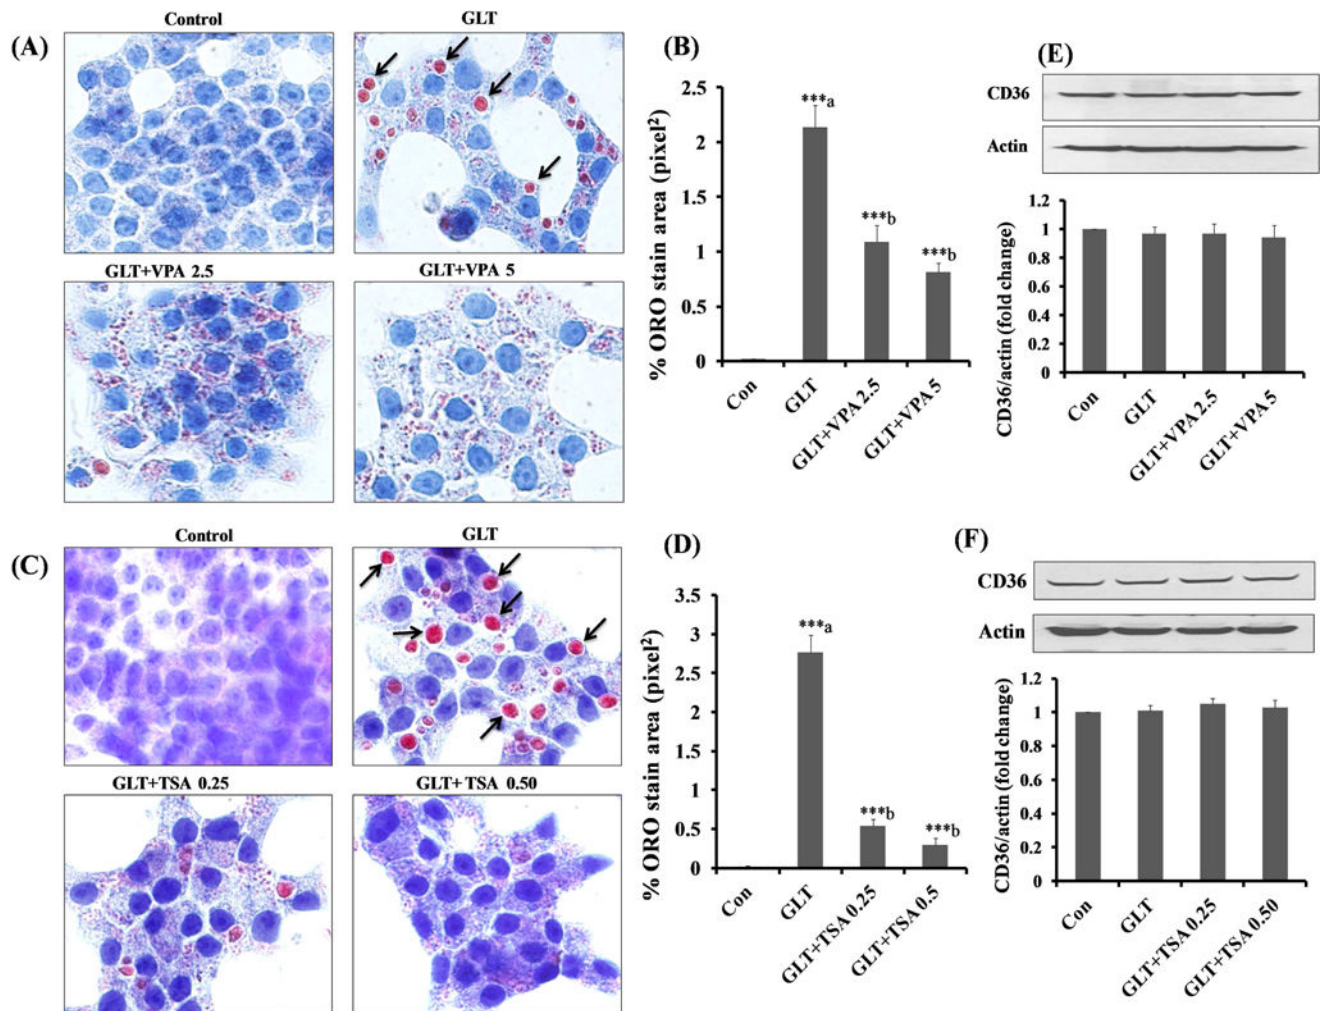 (A)
Control
GLT
GLT+VPA 2.5
GLT+VPA 5
(B)
% ORO stain area (pixel²)
2.5
2
1.5
1
0.5
0
***a
***b
***b
Con
GLT
GLT+VPA 2.5
GLT+VPA 5
(E)
CD36
Actin
CD36/actin (fold change)
1.2
1
0.8
0.6
0.4
0.2
0
Con
GLT
GLT+VPA 2.5
GLT+VPA 5
(C)
Control
GLT
GLT+TSA 0.25
GLT+ TSA 0.50
(D)
% ORO stain area (pixel²)
3.5
3
2.5
2
1.5
1
0.5
0
***a
***b
***b
Con
GLT
GLT+TSA 0.25
GLT+TSA 0.5
(F)
CD36
Actin
CD36/actin (fold change)
1.2
1
0.8
0.6
0.4
0.2
0
Con
GLT
GLT+TSA 0.25
GLT+TSA 0.50